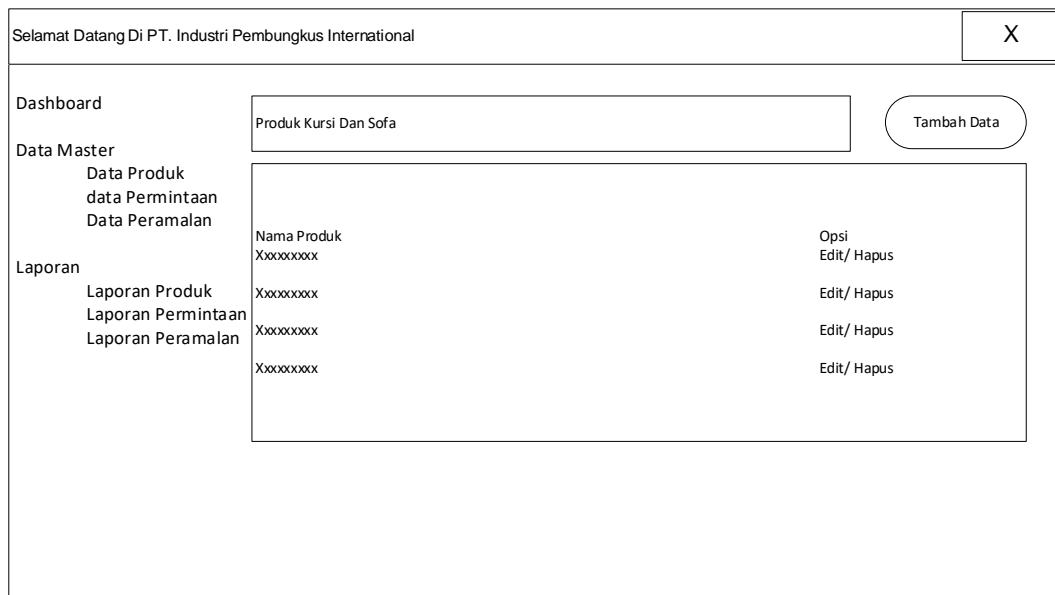 Selamat Datang Di PT. Industri Pembungkus International
X
Dashboard
Data Master
Data Produk
data Permintaan
Data Peramalan
Laporan
Laporan Produk
Laporan Permintaan
Laporan Peramalan
Produk Kursi Dan Sofa
Tambah Data
Nama Produk Opsi
Xxxxxxxxx Edit/ Hapus
Xxxxxxxxx Edit/ Hapus
Xxxxxxxxx Edit/ Hapus
Xxxxxxxxx Edit/ Hapus